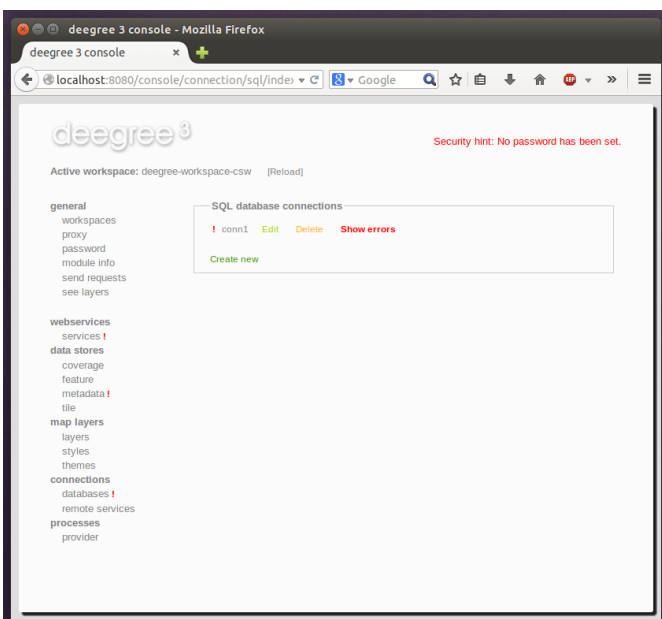 deegree 3 console - Mozilla Firefox
deegree 3 console
localhost:8080/console/connection/sql/index
Google
ABP
deegree 3
Security hint: No password has been set.
Active workspace: deegree-workspace-csw [Reload]
general
workspaces
proxy
password
module info
send requests
see layers
webservices
services !
data stores
coverage
feature
metadata !
tile
map layers
layers
styles
themes
connections
databases !
remote services
processes
provider
SQL database connections
! conn1 Edit Delete Show errors
Create new